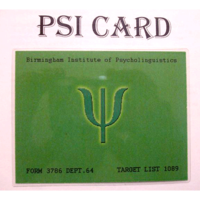 PSI CARD
Birmingham Institute of Psycholinguistics
Ψ
FORM 3786 DEPT.64 TARGET LIST 1089